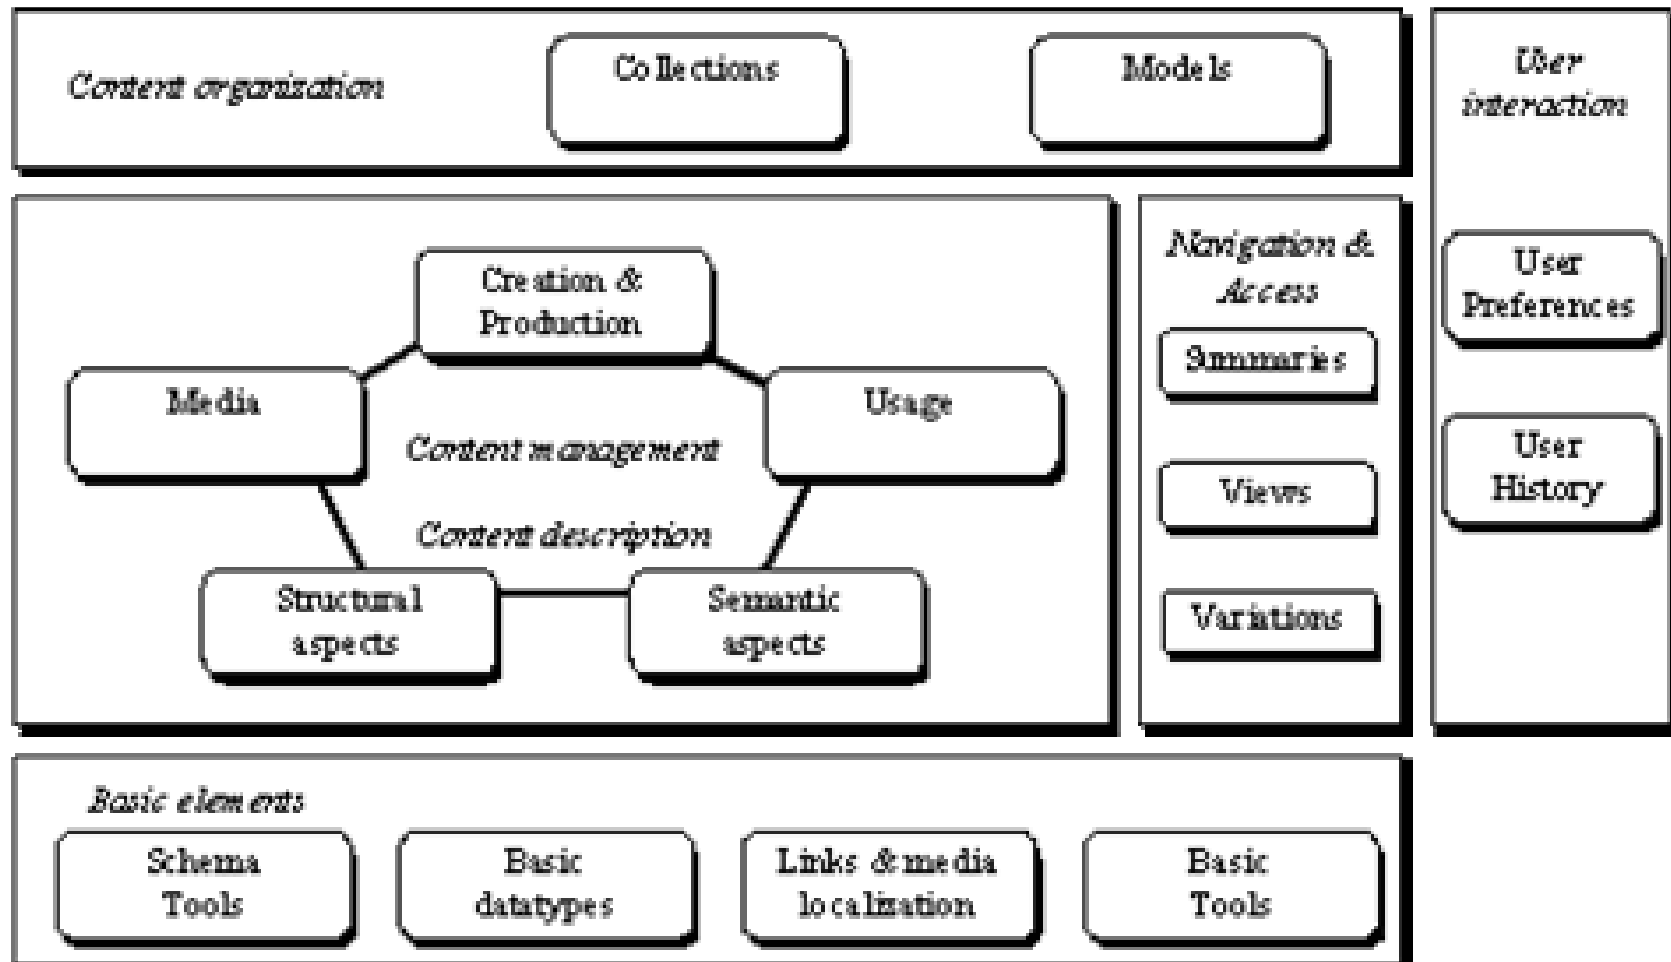 Content organization
Collections
Models
User
interaction
Creation &
Production
Media
Usage
Content management
Content description
Structural
aspects
Semantic
aspects
Navigation &
Access
Summaries
Views
Variations
User
Preferences
User
History
Basic elements
Schema
Tools
Basic
datatypes
Links & media
localization
Basic
Tools